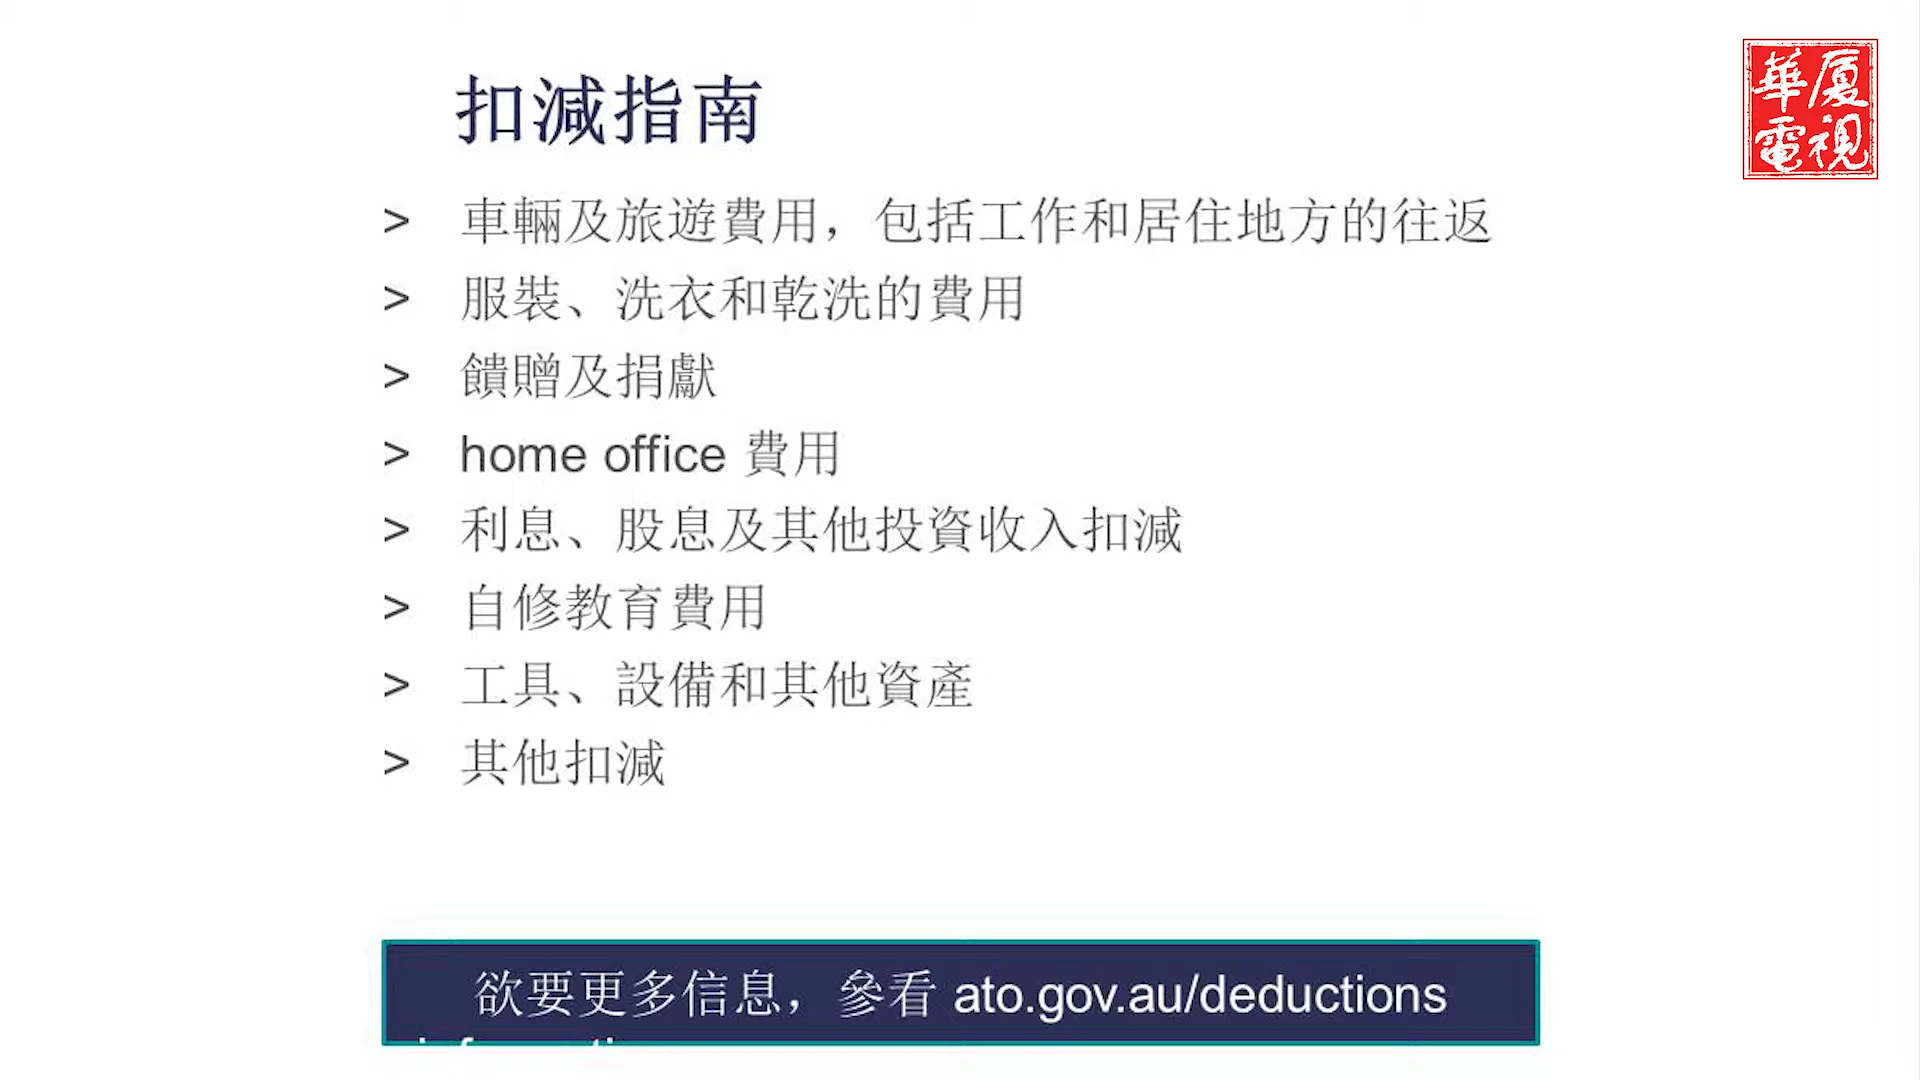 扣減指南
華厦
電視
> 車輛及旅遊費用，包括工作和居住地方的往返
> 服裝、洗衣和乾洗的費用
> 饋贈及捐獻
> home office 費用
> 利息、股息及其他投資收入扣減
> 自修教育費用
> 工具、設備和其他資產
> 其他扣減
欲要更多信息，參看 ato.gov.au/deductions